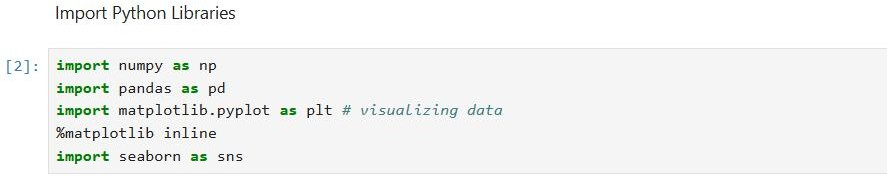 Import Python Libraries
[2]:
import numpy as np
import pandas as pd
import matplotlib.pyplot as plt # visualizing data
%matplotlib inline
import seaborn as sns